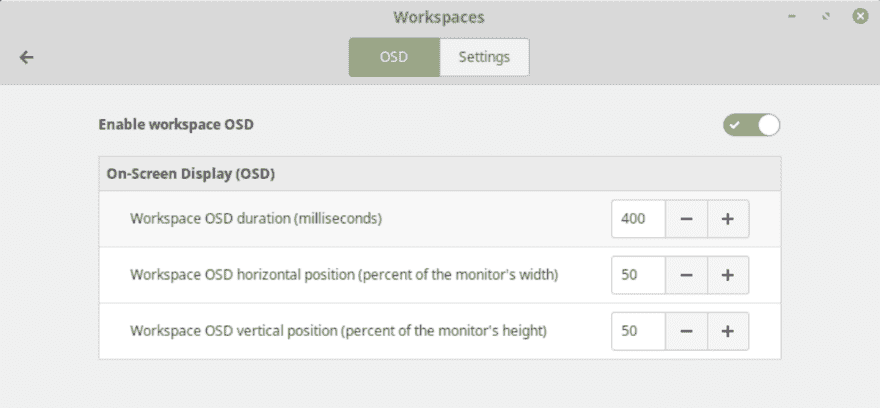 Workspaces
OSD
Settings
Enable workspace OSD
On-Screen Display (OSD)
Workspace OSD duration (milliseconds)
400
Workspace OSD horizontal position (percent of the monitor's width)
50
Workspace OSD vertical position (percent of the monitor's height)
50